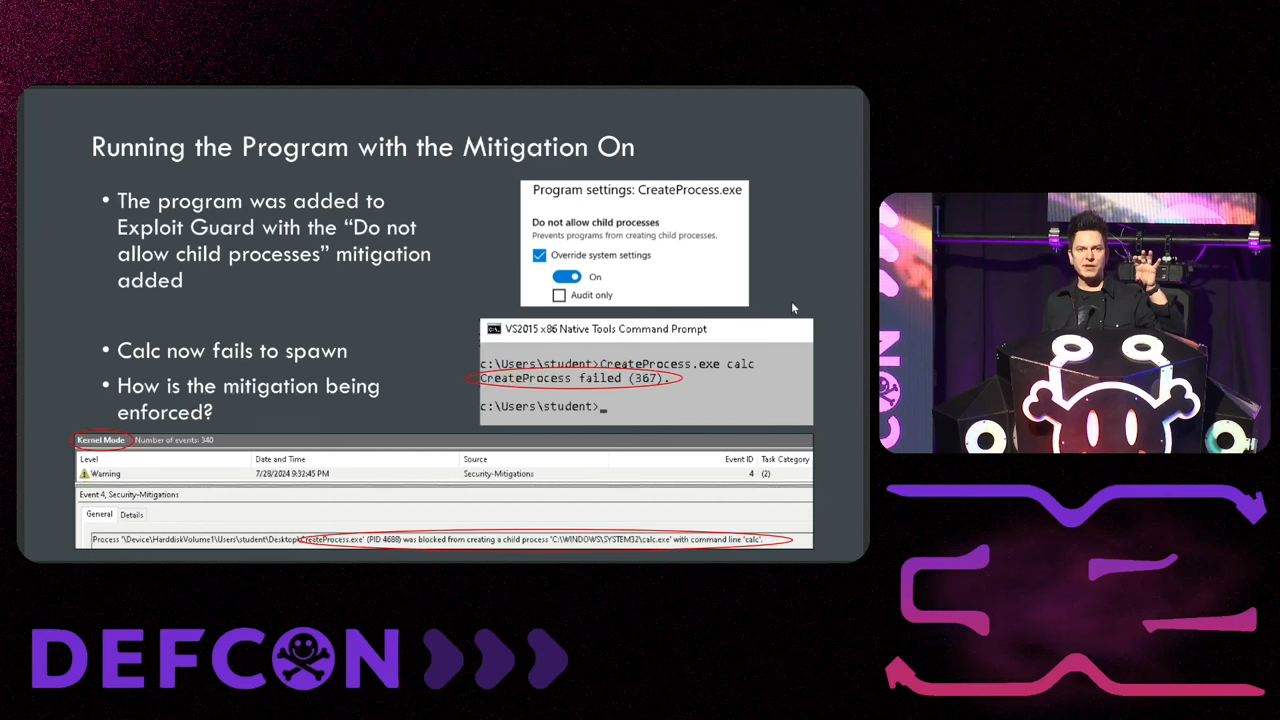 Running the Program with the Mitigation On
• The program was added to
Exploit Guard with the “Do not
allow child processes” mitigation
added
• Calc now fails to spawn
• How is the mitigation being
enforced?
Program settings: CreateProcess.exe
Do not allow child processes
Prevents programs from creating child processes.
Override system settings
On
Audit only
VS2015 x86 Native Tools Command Prompt
c:\Users\student>CreateProcess.exe calc
CreateProcess failed (367).
c:\Users\student>_
Kernel Mode Number of events: 340
Level Date and Time Source Event ID Task Category
Warning 7/28/2024 9:32:45 PM Security-Mitigations 4 (2)
Event 4, Security-Mitigations
General Details
Process '\Device\HarddiskVolume1\Users\student\Desktop\CreateProcess.exe' (PID 4688) was blocked from creating a child process 'C:\WINDOWS\SYSTEM32\calc.exe' with command line 'calc'.
CON
DEFCON